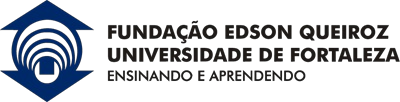 FUNDAÇÃO EDSON QUEIROZ
UNIVERSIDADE DE FORTALEZA
ENSINANDO E APRENDENDO